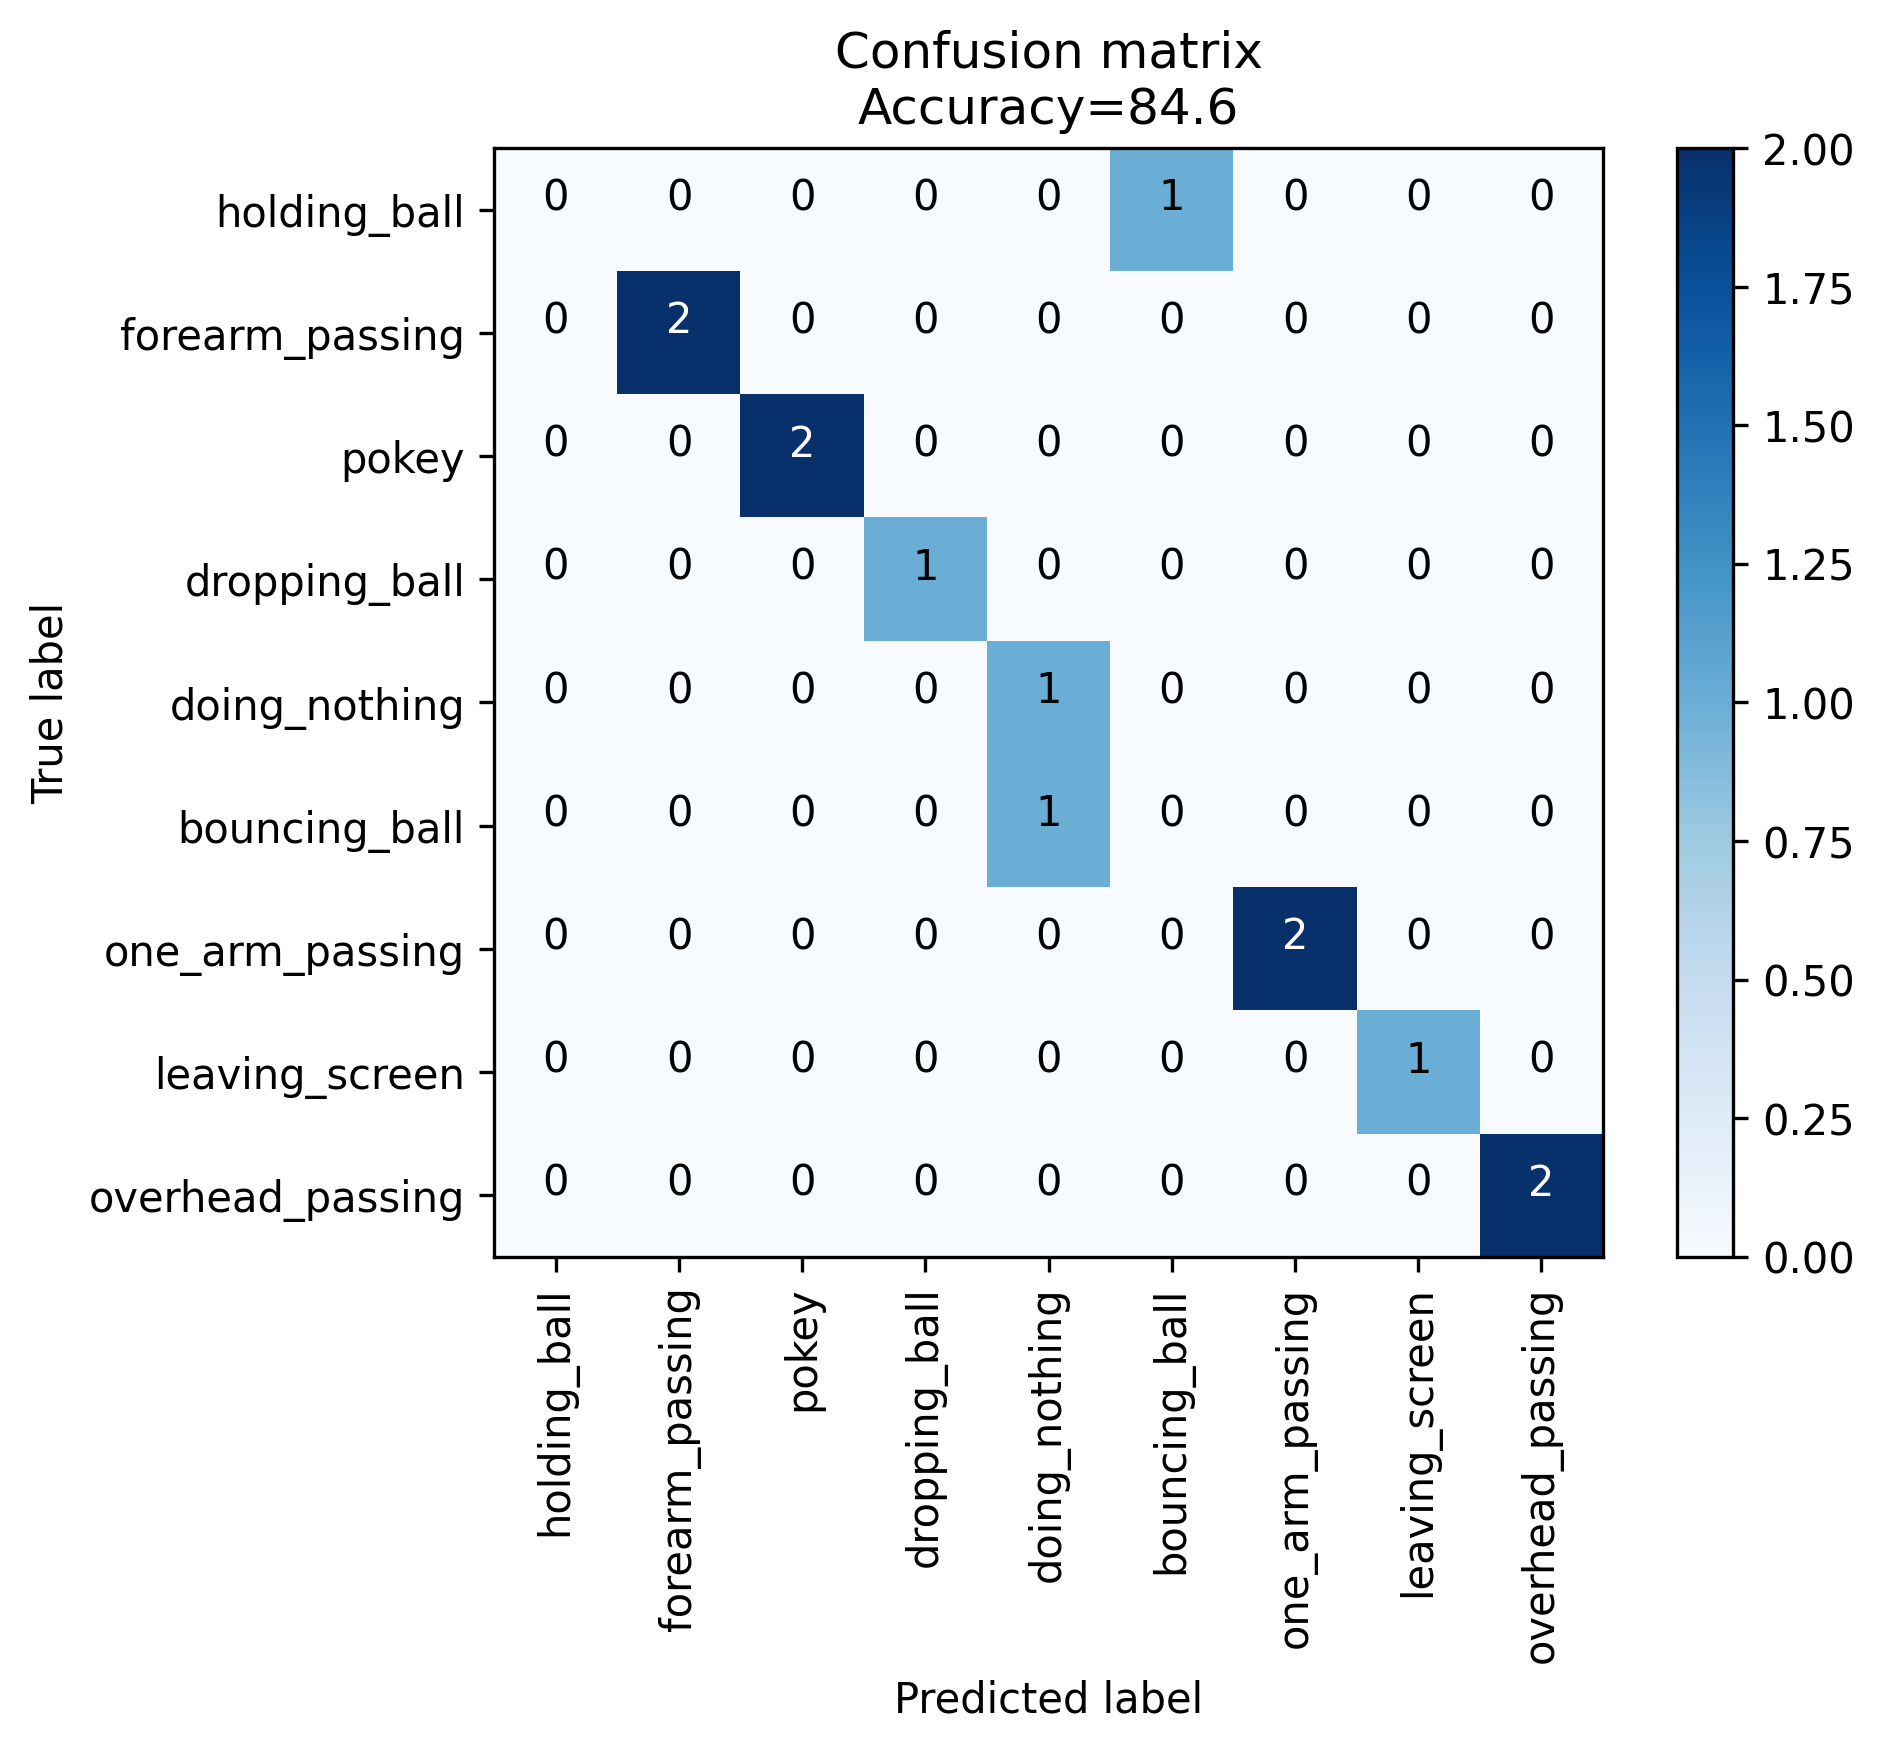 Confusion matrix
Accuracy=84.6
holding_ball 0 0 0 0 0 1 0 0 0
forearm_passing 0 2 0 0 0 0 0 0 0
pokey 0 0 2 0 0 0 0 0 0
dropping_ball 0 0 0 1 0 0 0 0 0
doing_nothing 0 0 0 0 1 0 0 0 0
bouncing_ball 0 0 0 0 1 0 0 0 0
one_arm_passing 0 0 0 0 0 0 2 0 0
leaving_screen 0 0 0 0 0 0 0 1 0
overhead_passing 0 0 0 0 0 0 0 0 2
True label
holding_ball
forearm_passing
pokey
dropping_ball
doing_nothing
bouncing_ball
one_arm_passing
leaving_screen
overhead_passing
Predicted label
2.00
1.75
1.50
1.25
1.00
0.75
0.50
0.25
0.00